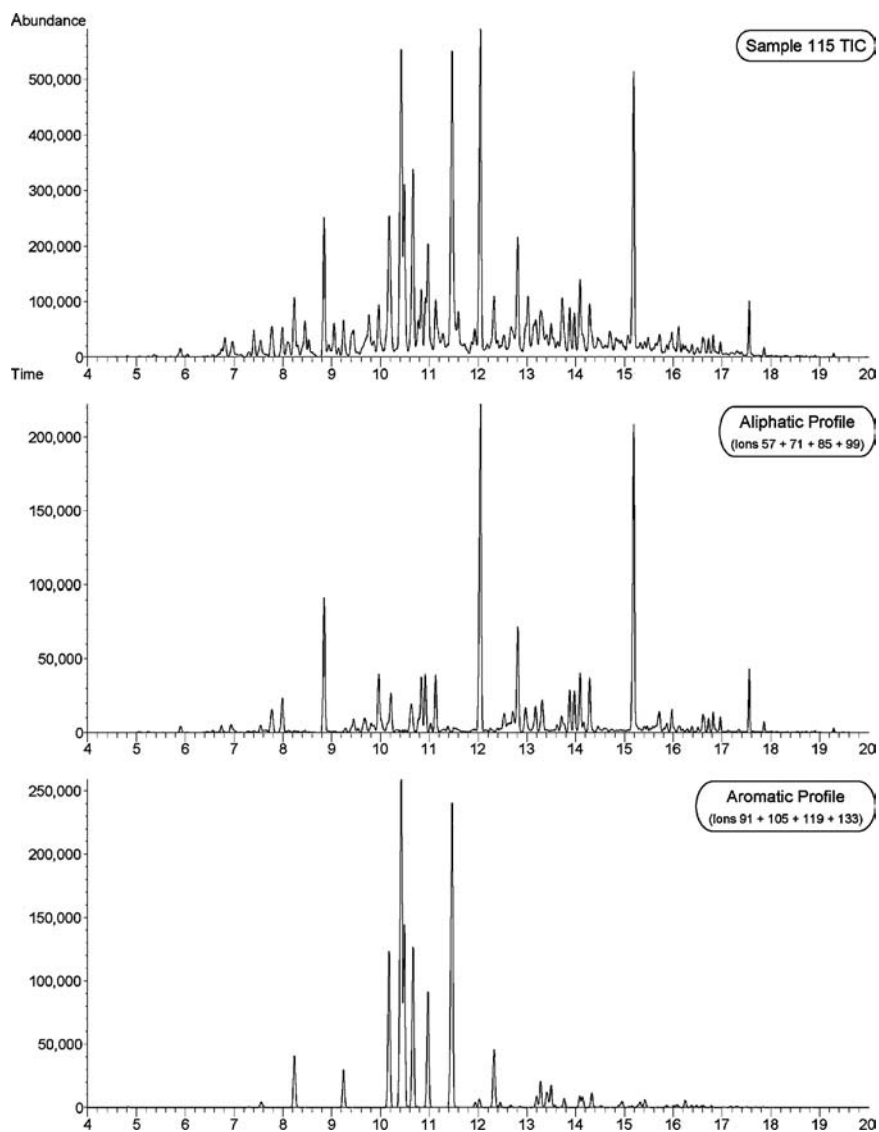 Abundance
Sample 115 TIC
500,000
400,000
300,000
200,000
100,000
0
4 5 6 7 8 9 10 11 12 13 14 15 16 17 18 19 20
Time
Aliphatic Profile
(Ions 57 + 71 + 85 + 99)
200,000
150,000
100,000
50,000
0
4 5 6 7 8 9 10 11 12 13 14 15 16 17 18 19 20
Aromatic Profile
(Ions 91 + 105 + 119 + 133)
250,000
200,000
150,000
100,000
50,000
0
4 5 6 7 8 9 10 11 12 13 14 15 16 17 18 19 20